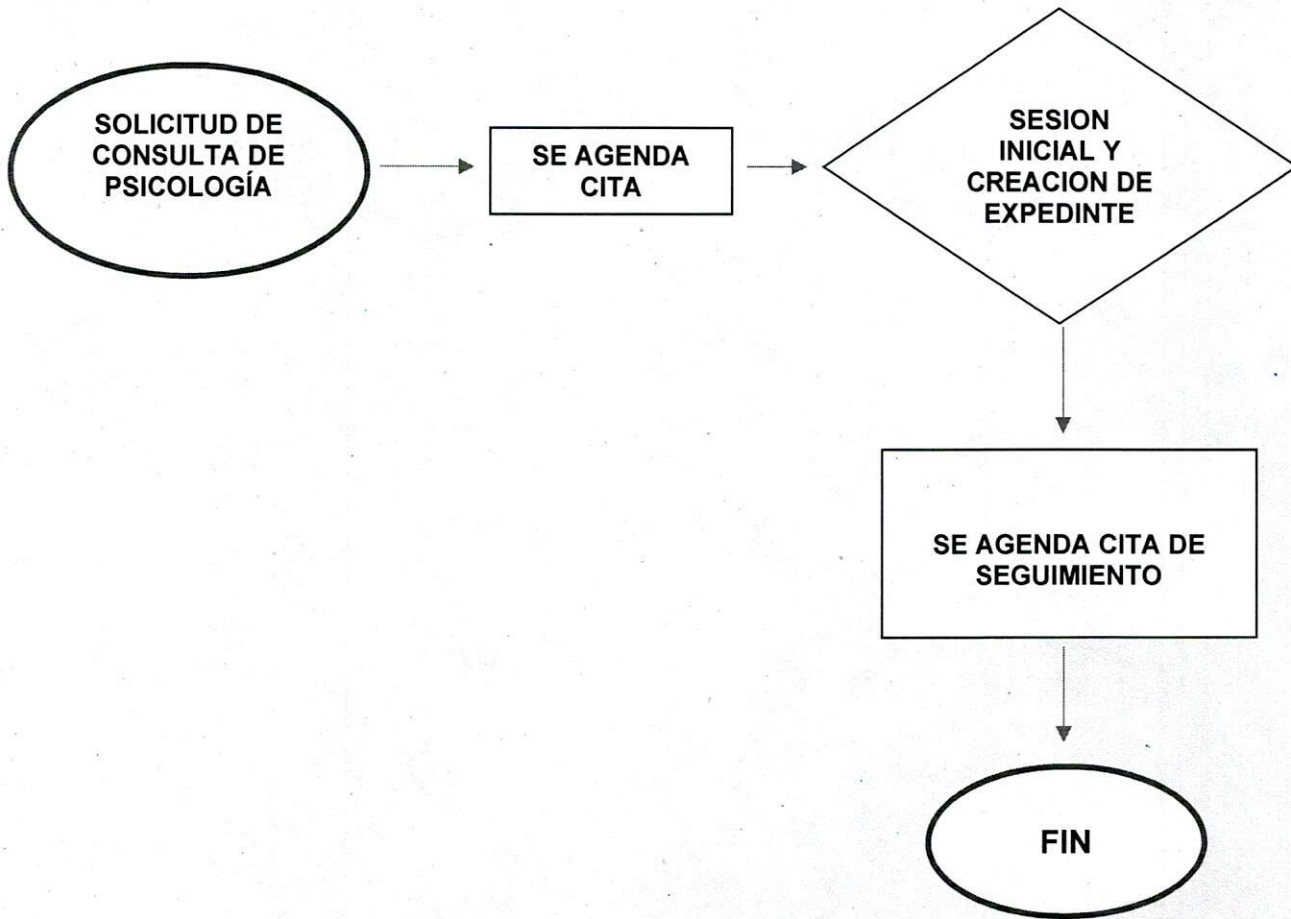 SOLICITUD DE
CONSULTA DE
PSICOLOGÍA
SE AGENDA
CITA
SESION
INICIAL Y
CREACION DE
EXPEDINTE
SE AGENDA CITA DE
SEGUIMIENTO
FIN